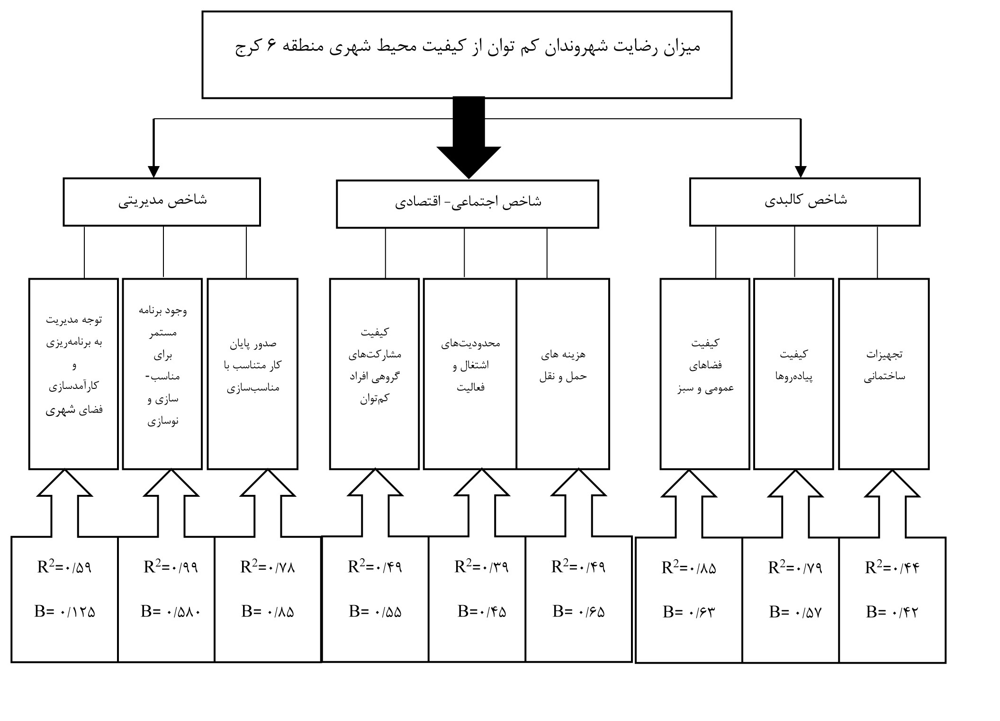 میزان رضایت شهروندان کم توان از کیفیت محیط شهری منطقه ۶ کرج
شاخص کالبدی
شاخص اجتماعی- اقتصادی
شاخص مدیریتی
تجهیزات
ساختمانی
کیفیت
پیاده‌روها
کیفیت
فضاهای
عمومی و سبز
هزینه های
حمل و نقل
محدودیت‌های
اشتغال و
فعالیت
کیفیت
مشارکت‌های
گروهی افراد
کم‌توان
صدور پایان
کار متناسب با
مناسب‌سازی
وجود برنامه
مستمر
برای
مناسب-
سازی و
نوسازی
توجه مدیریت
به برنامه‌ریزی
و
کارآمدسازی
فضای شهری
R²=۰/۴۴
B= ۰/۴۲
R²=۰/۷۹
B= ۰/۵۷
R²=۰/۸۵
B= ۰/۶۳
R²=۰/۴۹
B= ۰/۶۵
R²=۰/۳۹
B=۰/۴۵
R²=۰/۴۹
B= ۰/۵۵
R²=۰/۷۸
B= ۰/۸۵
R²=۰/۹۹
B= ۰/۵۸۰
R²=۰/۵۹
B= ۰/۱۲۵